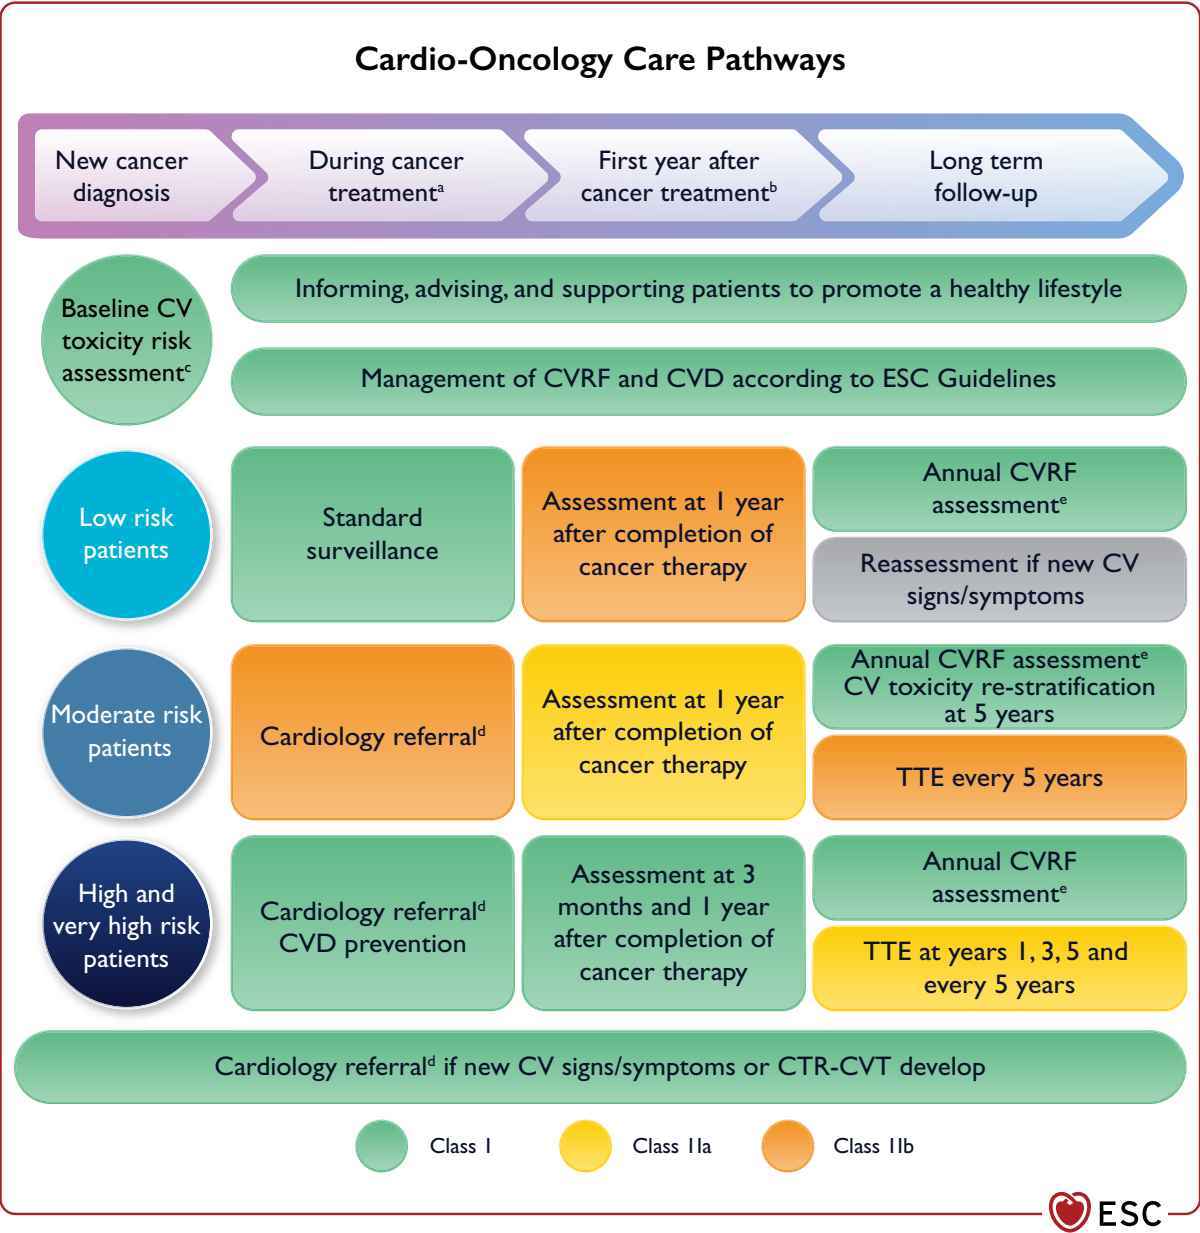 Cardio-Oncology Care Pathways
New cancer
diagnosis
During cancer
treatmentᵃ
First year after
cancer treatmentᵇ
Long term
follow-up
Baseline CV
toxicity risk
assessmentᶜ
Informing, advising, and supporting patients to promote a healthy lifestyle
Management of CVRF and CVD according to ESC Guidelines
Low risk
patients
Standard
surveillance
Assessment at 1 year
after completion of
cancer therapy
Annual CVRF
assessmentᵉ
Reassessment if new CV
signs/symptoms
Moderate risk
patients
Cardiology referralᵈ
Assessment at 1 year
after completion of
cancer therapy
Annual CVRF assessmentᵉ
CV toxicity re-stratification
at 5 years
TTE every 5 years
High and
very high risk
patients
Cardiology referralᵈ
CVD prevention
Assessment at 3
months and 1 year
after completion of
cancer therapy
Annual CVRF
assessmentᵉ
TTE at years 1, 3, 5 and
every 5 years
Cardiology referralᵈ if new CV signs/symptoms or CTR-CVT develop
Class I
Class IIa
Class IIb
ESC